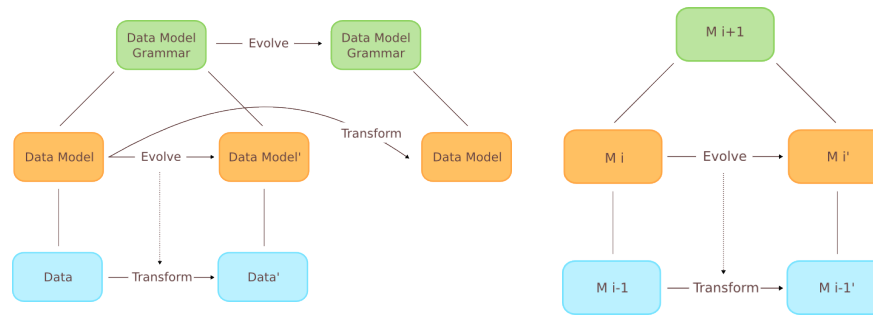 Data Model
Grammar
Evolve
Data Model
Grammar
M i+1
Transform
Data Model
Evolve
Data Model'
Data Model
M i
Evolve
M i'
Data
Transform
Data'
M i-1
Transform
M i-1'